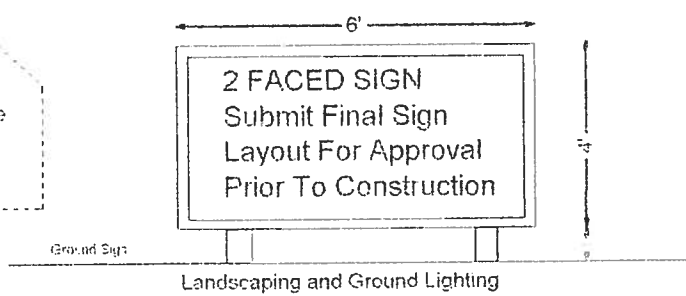 6'
2 FACED SIGN
Submit Final Sign
Layout For Approval
Prior To Construction
4'
Ground Sign
Landscaping and Ground Lighting